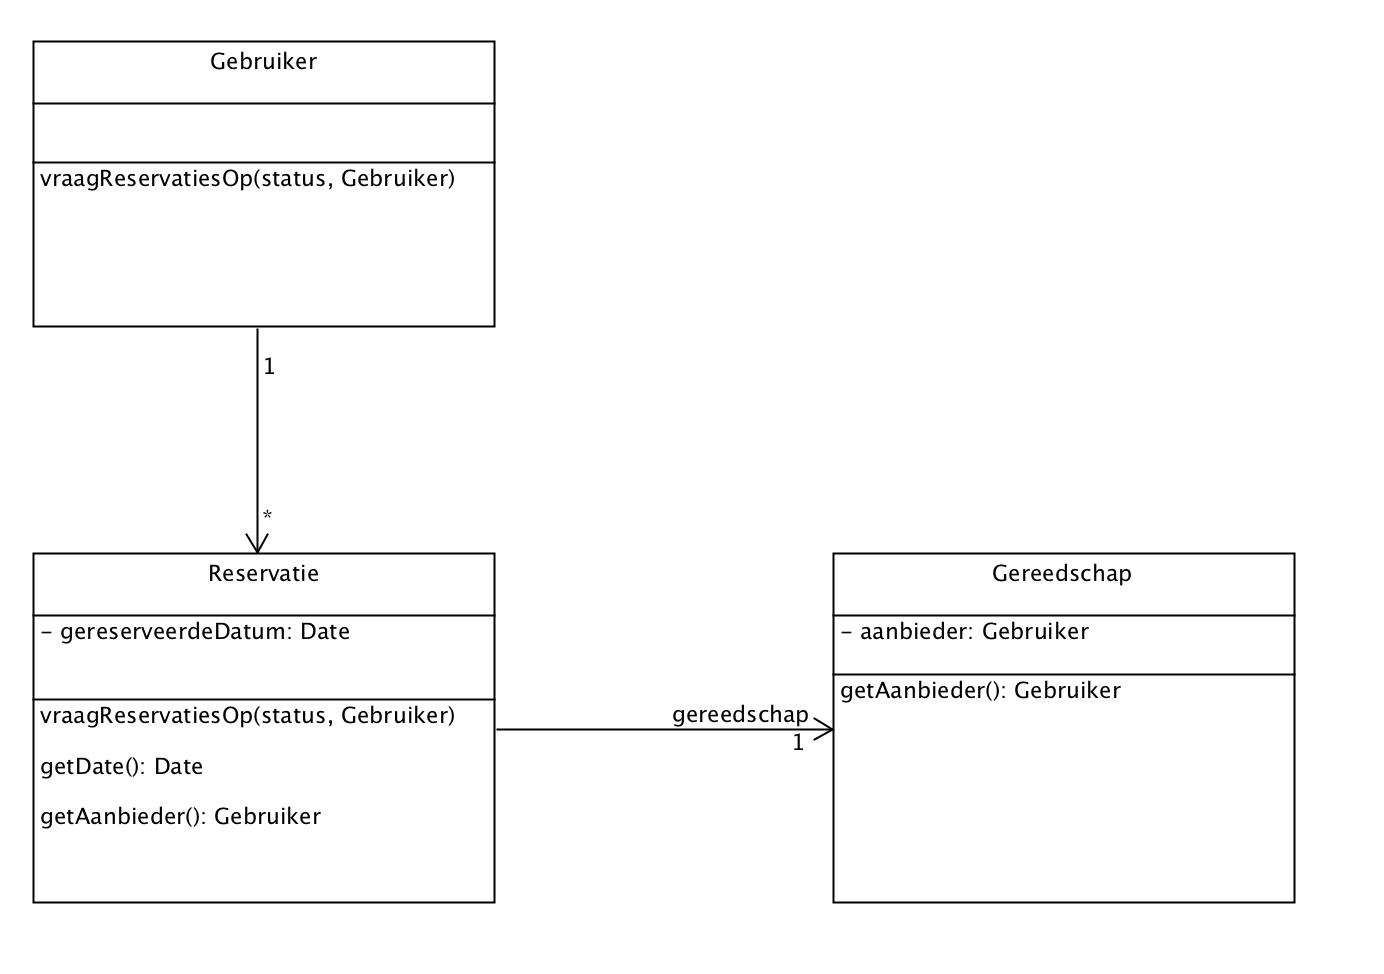 Gebruiker
vraagReservatiesOp(status, Gebruiker)
1
*
Reservatie
- gereserveerdeDatum: Date
vraagReservatiesOp(status, Gebruiker)
getDate(): Date
getAanbieder(): Gebruiker
gereedschap
1
Gereedschap
- aanbieder: Gebruiker
getAanbieder(): Gebruiker